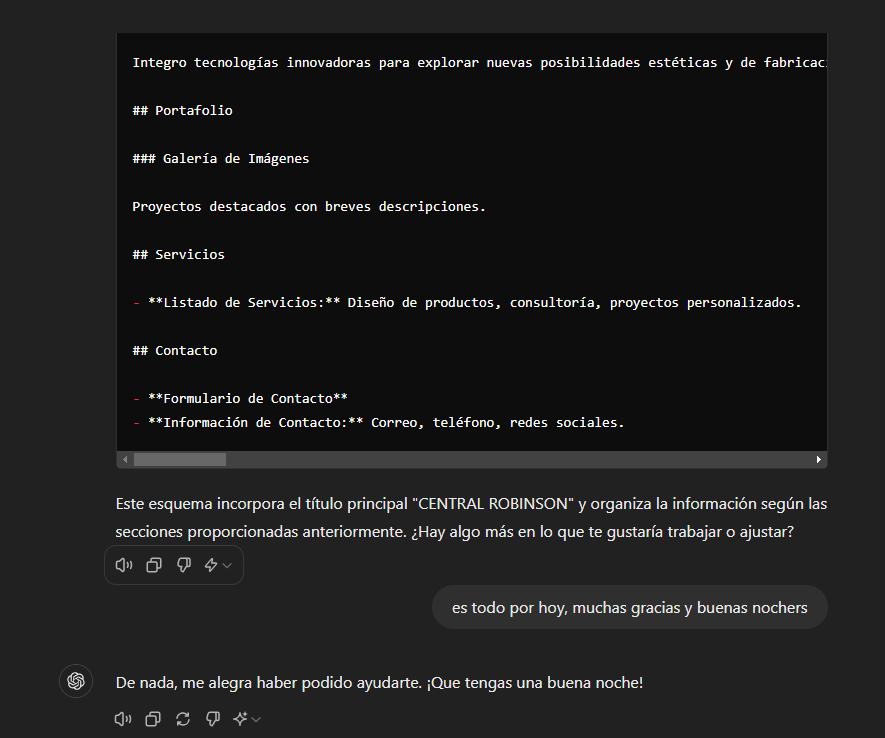 Integro tecnologías innovadoras para explorar nuevas posibilidades estéticas y de fabricaci
## Portafolio
### Galería de Imágenes
Proyectos destacados con breves descripciones.
## Servicios
- **Listado de Servicios:** Diseño de productos, consultoría, proyectos personalizados.
## Contacto
- **Formulario de Contacto**
- **Información de Contacto:** Correo, teléfono, redes sociales.
Este esquema incorpora el título principal "CENTRAL ROBINSON" y organiza la información según las
secciones proporcionadas anteriormente. ¿Hay algo más en lo que te gustaría trabajar o ajustar?
es todo por hoy, muchas gracias y buenas nochers
De nada, me alegra haber podido ayudarte. ¡Que tengas una buena noche!